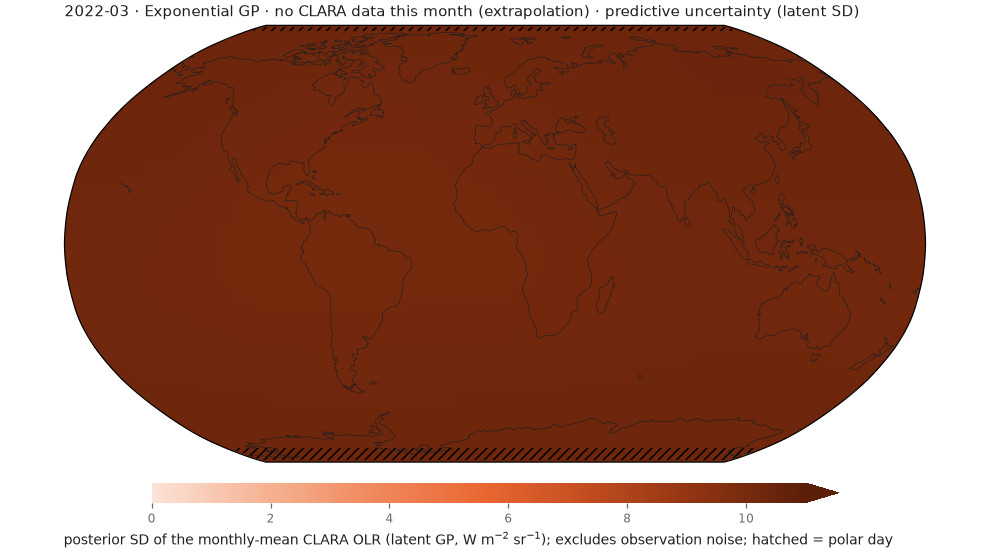 2022-03 · Exponential GP · no CLARA data this month (extrapolation) · predictive uncertainty (latent SD)
0 2 4 6 8 10
posterior SD of the monthly-mean CLARA OLR (latent GP, W m⁻² sr⁻¹); excludes observation noise; hatched = polar day